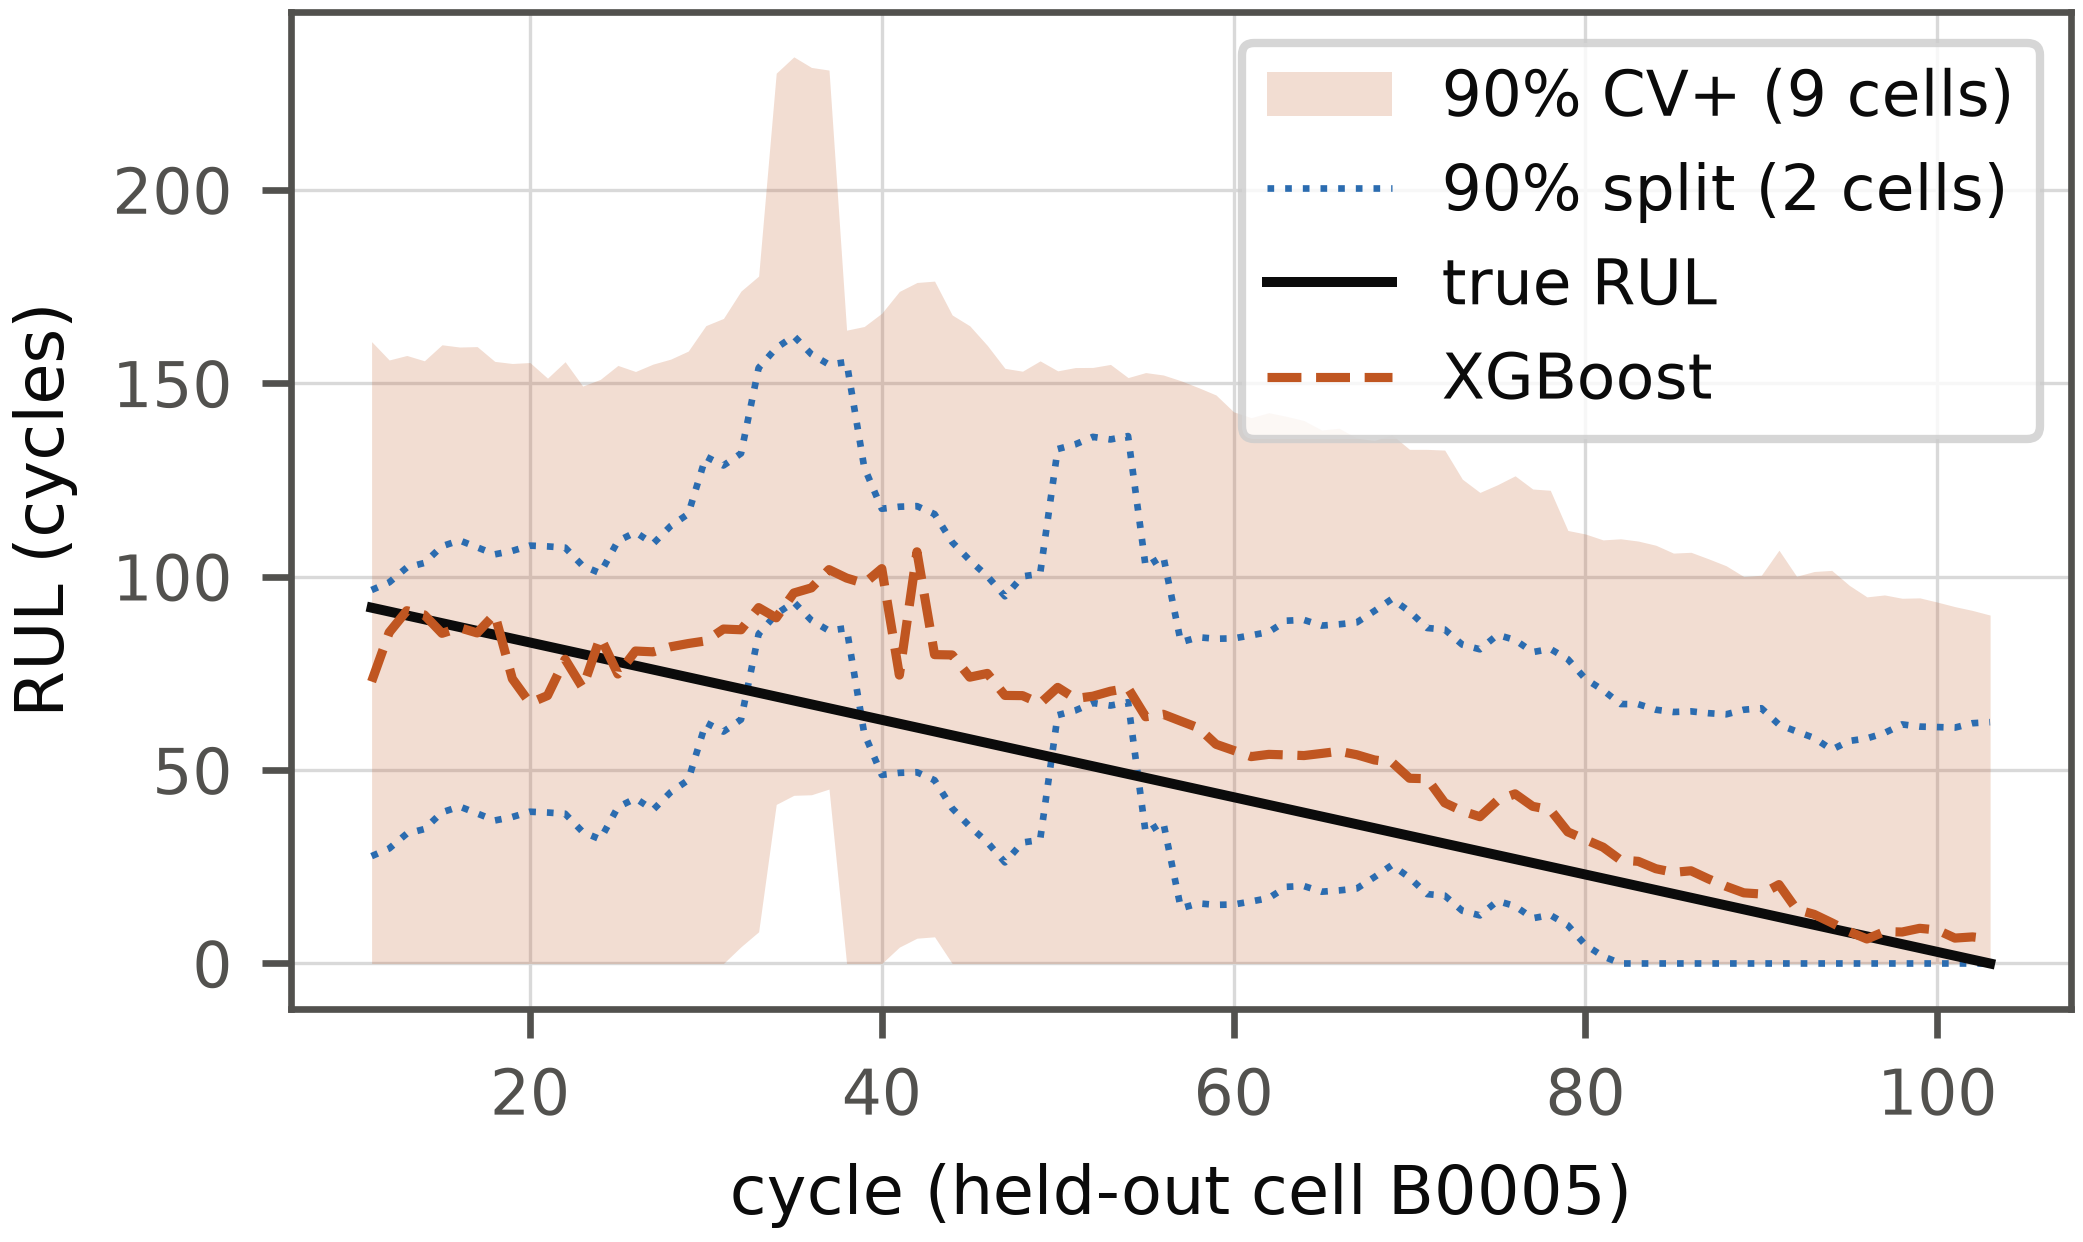 90% CV+ (9 cells)
90% split (2 cells)
true RUL
XGBoost
RUL (cycles)
200
150
100
50
0
20 40 60 80 100
cycle (held-out cell B0005)